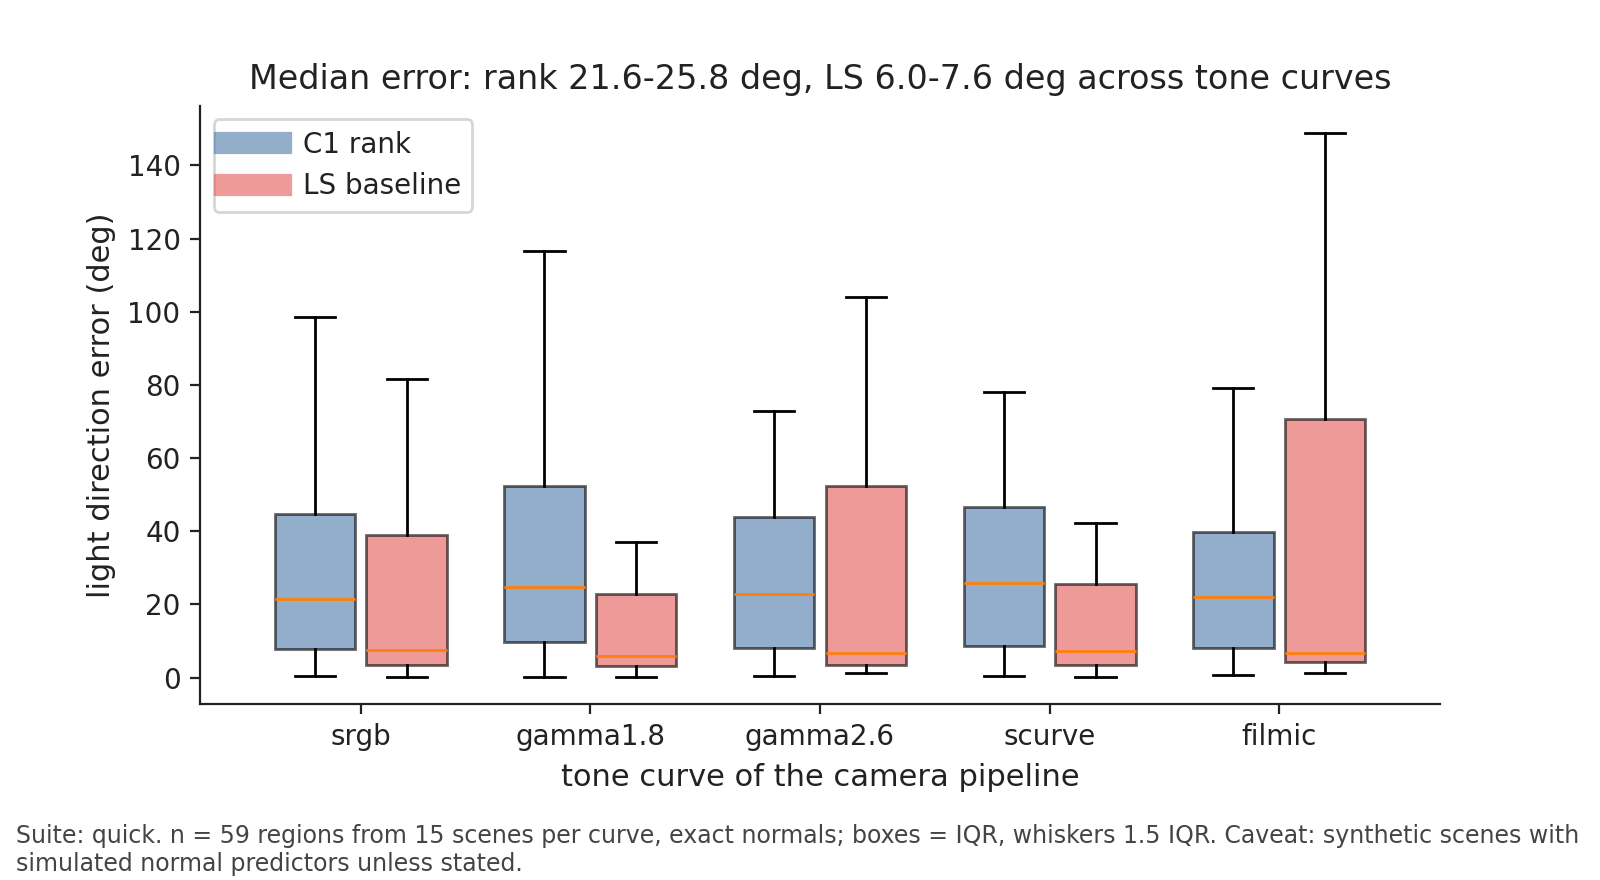 Median error: rank 21.6-25.8 deg, LS 6.0-7.6 deg across tone curves
C1 rank
LS baseline
light direction error (deg)
140
120
100
80
60
40
20
0
srgb gamma1.8 gamma2.6 scurve filmic
tone curve of the camera pipeline
Suite: quick. n = 59 regions from 15 scenes per curve, exact normals; boxes = IQR, whiskers 1.5 IQR. Caveat: synthetic scenes with
simulated normal predictors unless stated.